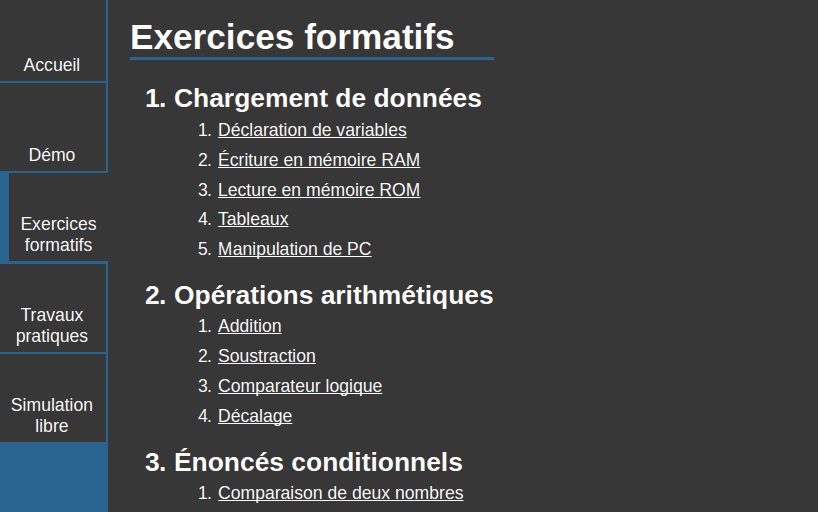 Accueil
Démo
Exercices
formatifs
Travaux
pratiques
Simulation
libre
Exercices formatifs
1. Chargement de données
1. Déclaration de variables
2. Écriture en mémoire RAM
3. Lecture en mémoire ROM
4. Tableaux
5. Manipulation de PC
2. Opérations arithmétiques
1. Addition
2. Soustraction
3. Comparateur logique
4. Décalage
3. Énoncés conditionnels
1. Comparaison de deux nombres